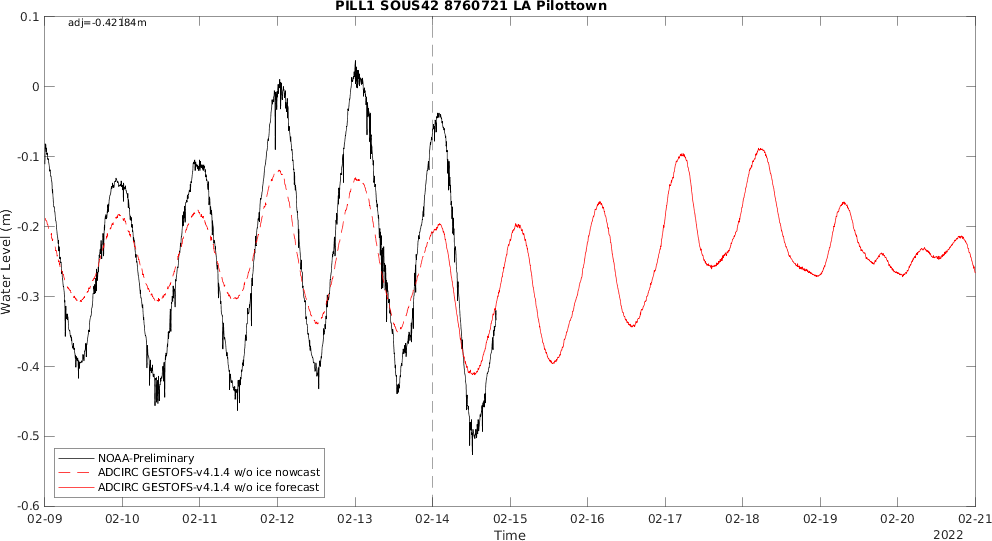 PILL1 SOUS42 8760721 LA Pilottown
adj=-0.42184m
0.1
0
-0.1
-0.2
-0.3
-0.4
-0.5
-0.6
Water Level (m)
NOAA-Preliminary
ADCIRC GESTOFS-v4.1.4 w/o ice nowcast
ADCIRC GESTOFS-v4.1.4 w/o ice forecast
02-09 02-10 02-11 02-12 02-13 02-14 02-15 02-16 02-17 02-18 02-19 02-20 02-21
Time
2022